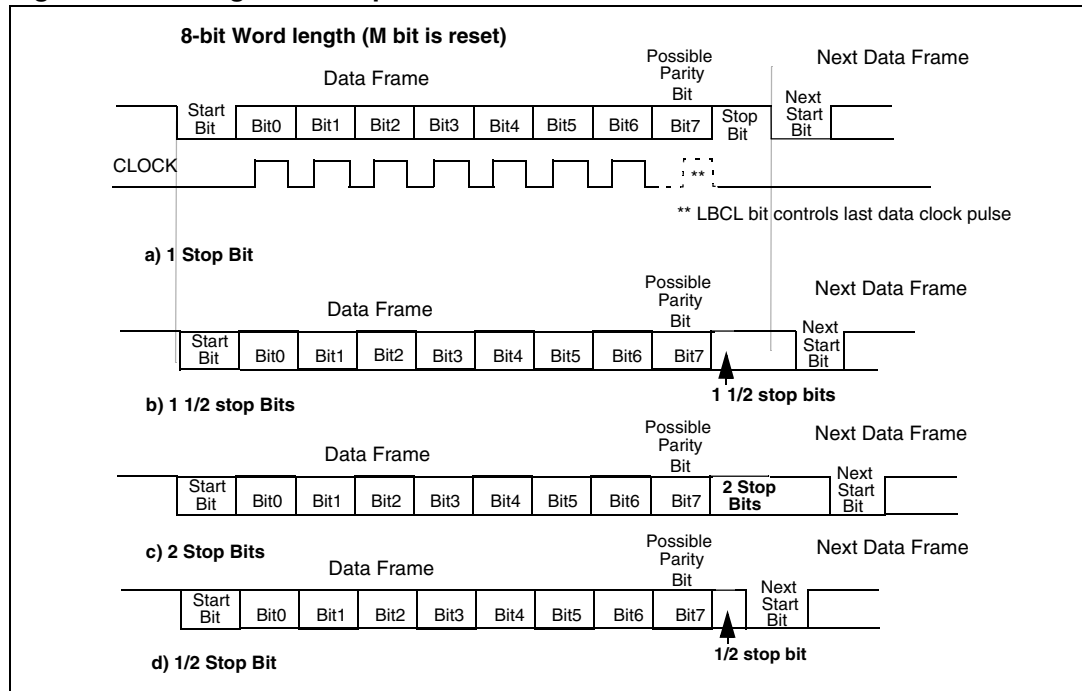 8-bit Word length (M bit is reset)
Possible
Parity
Bit
Next Data Frame
Data Frame
Start
Bit
Bit0
Bit1
Bit2
Bit3
Bit4
Bit5
Bit6
Bit7
Stop
Bit
Next
Start
Bit
CLOCK
**
** LBCL bit controls last data clock pulse
a) 1 Stop Bit
Possible
Parity
Bit
Next Data Frame
Data Frame
Start
Bit
Bit0
Bit1
Bit2
Bit3
Bit4
Bit5
Bit6
Bit7
Next
Start
Bit
1 1/2 stop bits
b) 1 1/2 stop Bits
Possible
Parity
Bit
Next Data Frame
Data Frame
Start
Bit
Bit0
Bit1
Bit2
Bit3
Bit4
Bit5
Bit6
Bit7
2 Stop
Bits
Next
Start
Bit
c) 2 Stop Bits
Possible
Parity
Bit
Next Data Frame
Data Frame
Start
Bit
Bit0
Bit1
Bit2
Bit3
Bit4
Bit5
Bit6
Bit7
Next
Start
Bit
1/2 stop bit
d) 1/2 Stop Bit